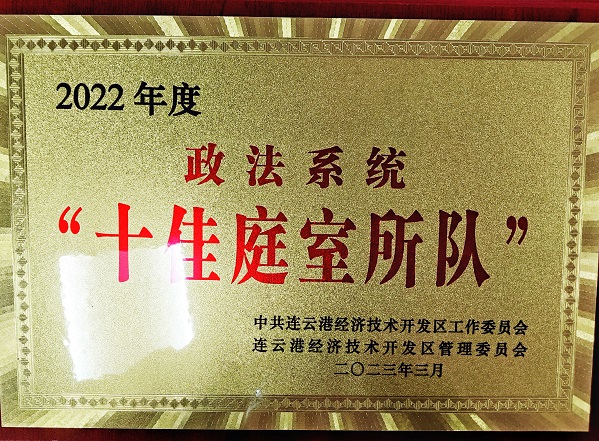 2022年度
政法系统
“十佳庭室所队”
中共连云港经济技术开发区工作委员会
连云港经济技术开发区管理委员会
二〇二三年三月